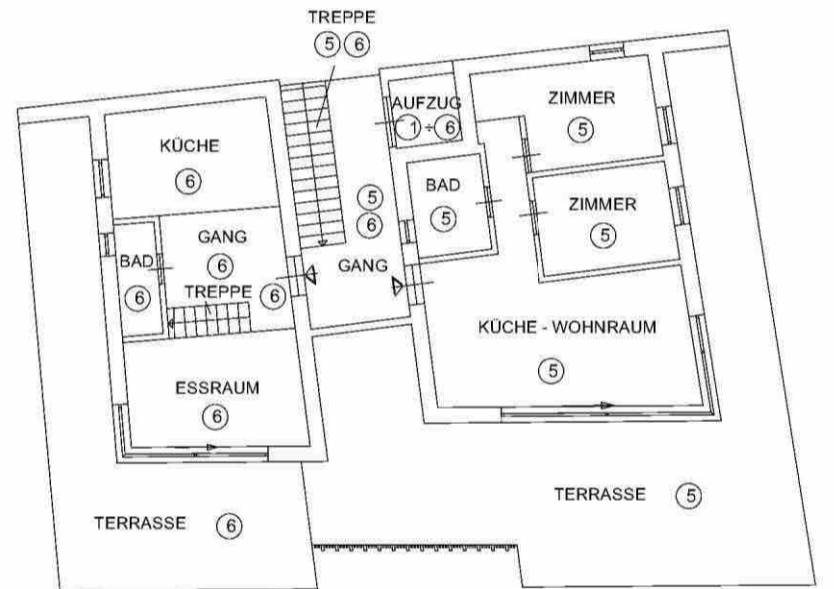 TREPPE
5 6
AUFZUG
1 ÷ 6
ZIMMER
5
KÜCHE
6
BAD
5
ZIMMER
5
5
6
GANG
GANG
6
BAD
6
TREPPE 6
KÜCHE - WOHNRAUM
5
ESSRAUM
6
TERRASSE 5
TERRASSE 6